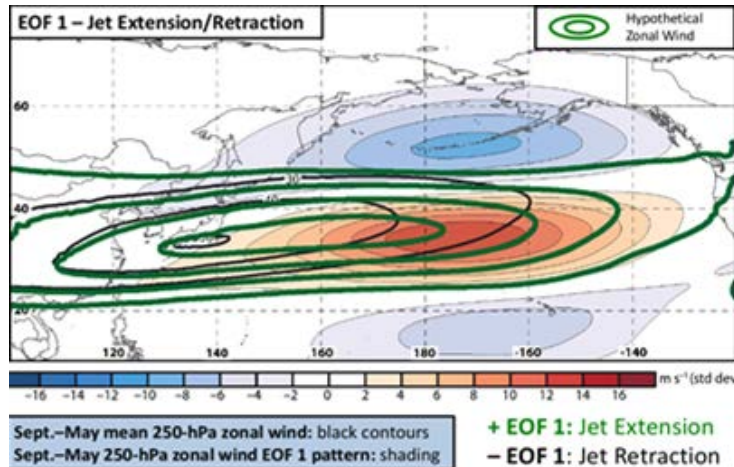 EOF 1 – Jet Extension/Retraction
Hypothetical
Zonal Wind
60
30
40
20
120 140 160 180 -160 -140
m s⁻¹ (std dev
−16 −14 −12 −10 −8 −6 −4 −2 0 2 4 6 8 10 12 14 16
Sept.–May mean 250-hPa zonal wind: black contours
Sept.–May 250-hPa zonal wind EOF 1 pattern: shading
+ EOF 1: Jet Extension
– EOF 1: Jet Retraction